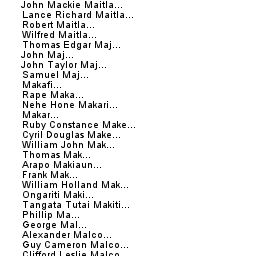 John Mackie Maitla...
Lance Richard Maitla...
Robert Maitla...
Wilfred Maitla...
Thomas Edgar Maj...
John Maj...
John Taylor Maj...
Samuel Maj...
Makafi...
Rape Maka...
Nehe Hone Makari...
Makar...
Ruby Constance Make...
Cyril Douglas Make...
William John Mak...
Thomas Mak...
Arapo Makiaun...
Frank Mak...
William Holland Mak...
Ongariti Maki...
Tangata Tutai Makiti...
Phillip Ma...
George Mal...
Alexander Malco...
Guy Cameron Malco...
Clifford Leslie Malco...